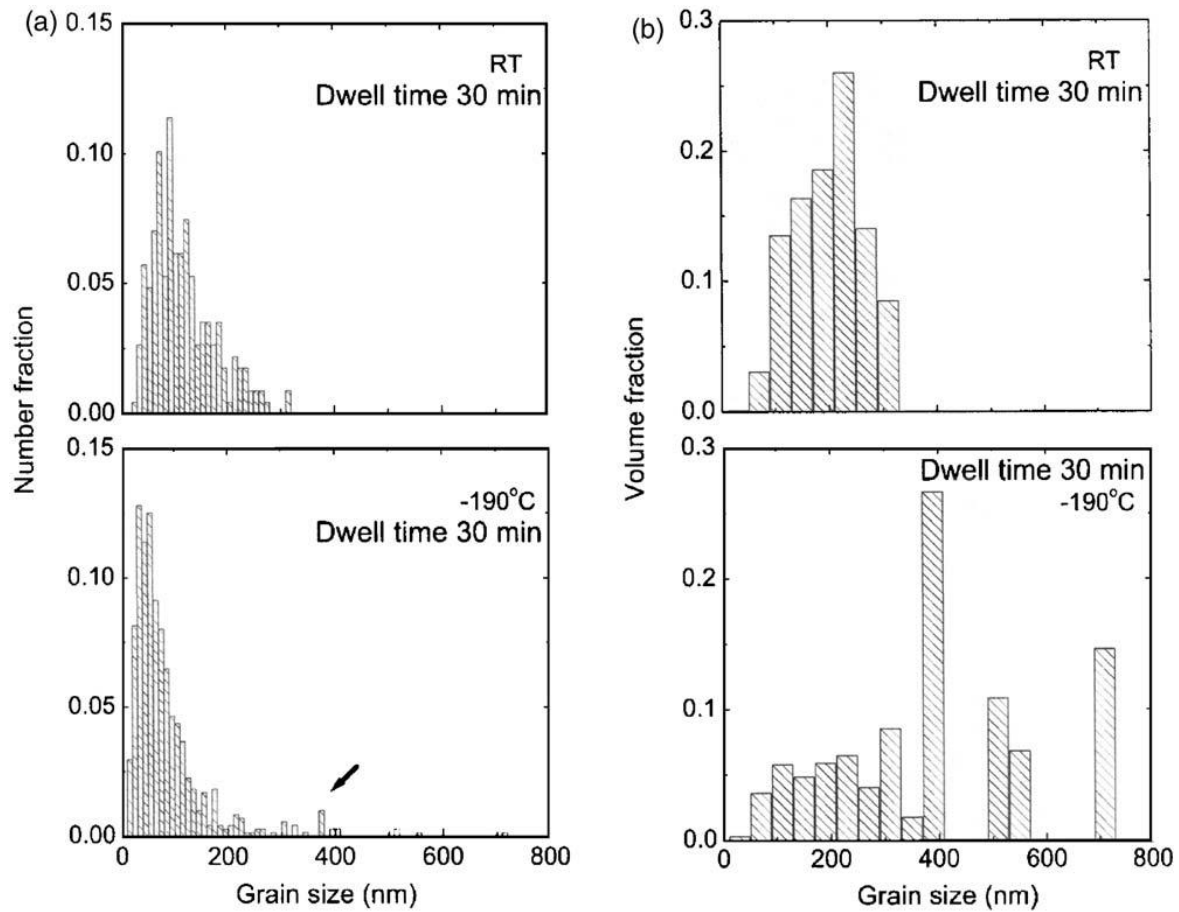 (a)
0.15
RT
Dwell time 30 min
0.10
0.05
0.00
0.15
-190°C
Dwell time 30 min
0.10
0.05
0.00
0 200 400 600 800
Grain size (nm)
Number fraction
(b)
0.3
RT
Dwell time 30 min
0.2
0.1
0.0
0.3
Dwell time 30 min
-190°C
0.2
0.1
0.0
0 200 400 600 800
Grain size (nm)
Volume fraction